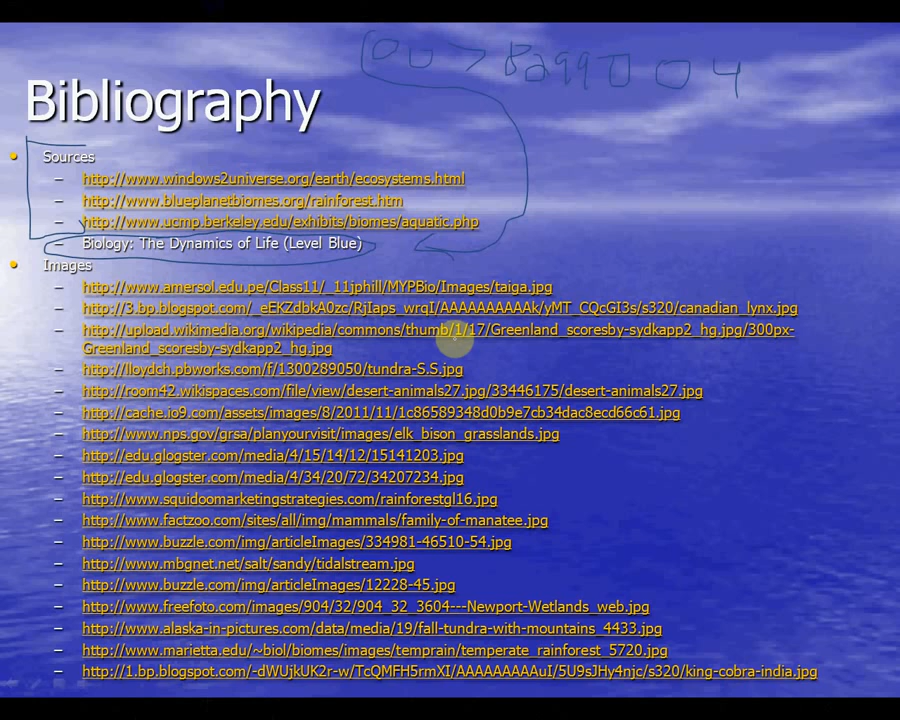 0078299004
Bibliography
• Sources
– http://www.windows2universe.org/earth/ecosystems.html
– http://www.blueplanetbiomes.org/rainforest.htm
– http://www.ucmp.berkeley.edu/exhibits/biomes/aquatic.php
– Biology: The Dynamics of Life (Level Blue)
• Images
– http://www.amersol.edu.pe/Class11/_11jphill/MYPBio/Images/taiga.jpg
– http://3.bp.blogspot.com/_eEKZdbkA0zc/RjIaps_wrqI/AAAAAAAAAAk/yMT_CQcGI3s/s320/canadian_lynx.jpg
– http://upload.wikimedia.org/wikipedia/commons/thumb/1/17/Greenland_scoresby-sydkapp2_hg.jpg/300px-
Greenland_scoresby-sydkapp2_hg.jpg
– http://lloydch.pbworks.com/f/1300289050/tundra-S.S.jpg
– http://room42.wikispaces.com/file/view/desert-animals27.jpg/33446175/desert-animals27.jpg
– http://cache.io9.com/assets/images/8/2011/11/1c86589348d0b9e7cb34dac8ecd66c61.jpg
– http://www.nps.gov/grsa/planyourvisit/images/elk_bison_grasslands.jpg
– http://edu.glogster.com/media/4/15/14/12/15141203.jpg
– http://edu.glogster.com/media/4/34/20/72/34207234.jpg
– http://www.squidoomarketingstrategies.com/rainforestgl16.jpg
– http://www.factzoo.com/sites/all/img/mammals/family-of-manatee.jpg
– http://www.buzzle.com/img/articleImages/334981-46510-54.jpg
– http://www.mbgnet.net/salt/sandy/tidalstream.jpg
– http://www.buzzle.com/img/articleImages/12228-45.jpg
– http://www.freefoto.com/images/904/32/904_32_3604---Newport-Wetlands_web.jpg
– http://www.alaska-in-pictures.com/data/media/19/fall-tundra-with-mountains_4433.jpg
– http://www.marietta.edu/~biol/biomes/images/temprain/temperate_rainforest_5720.jpg
– http://1.bp.blogspot.com/-dWUjkUK2r-w/TcQMFH5rmXI/AAAAAAAAAuI/5U9sJHy4njc/s320/king-cobra-india.jpg